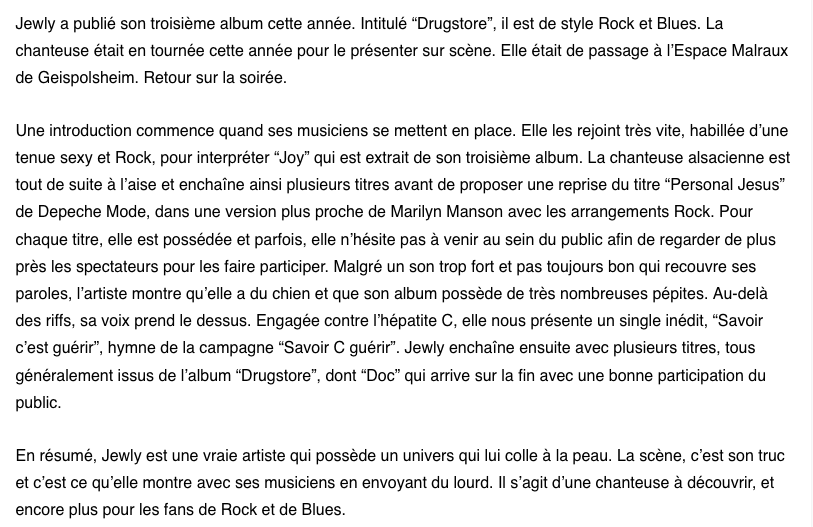 Jewly a publié son troisième album cette année. Intitulé “Drugstore”, il est de style Rock et Blues. La
chanteuse était en tournée cette année pour le présenter sur scène. Elle était de passage à l’Espace Malraux
de Geispolsheim. Retour sur la soirée.
Une introduction commence quand ses musiciens se mettent en place. Elle les rejoint très vite, habillée d’une
tenue sexy et Rock, pour interpréter “Joy” qui est extrait de son troisième album. La chanteuse alsacienne est
tout de suite à l’aise et enchaîne ainsi plusieurs titres avant de proposer une reprise du titre “Personal Jesus”
de Depeche Mode, dans une version plus proche de Marilyn Manson avec les arrangements Rock. Pour
chaque titre, elle est possédée et parfois, elle n’hésite pas à venir au sein du public afin de regarder de plus
près les spectateurs pour les faire participer. Malgré un son trop fort et pas toujours bon qui recouvre ses
paroles, l’artiste montre qu’elle a du chien et que son album possède de très nombreuses pépites. Au-delà
des riffs, sa voix prend le dessus. Engagée contre l’hépatite C, elle nous présente un single inédit, “Savoir
c’est guérir”, hymne de la campagne “Savoir C guérir”. Jewly enchaîne ensuite avec plusieurs titres, tous
généralement issus de l’album “Drugstore”, dont “Doc” qui arrive sur la fin avec une bonne participation du
public.
En résumé, Jewly est une vraie artiste qui possède un univers qui lui colle à la peau. La scène, c’est son truc
et c’est ce qu’elle montre avec ses musiciens en envoyant du lourd. Il s’agit d’une chanteuse à découvrir, et
encore plus pour les fans de Rock et de Blues.